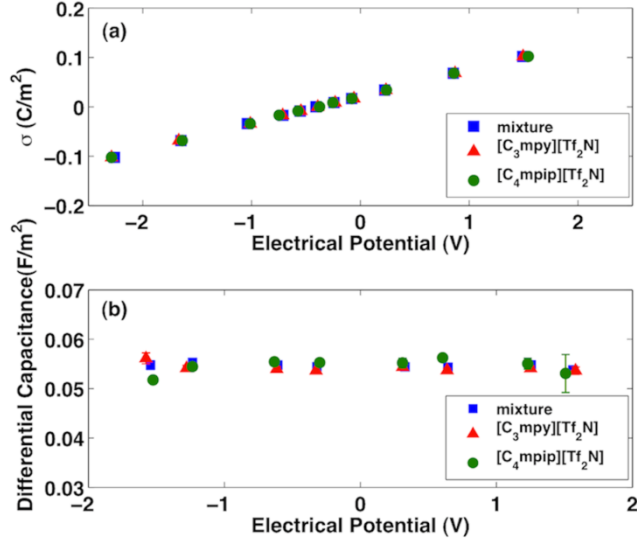 (a)
σ (C/m²)
0.2
0.1
0
−0.1
−0.2
mixture
[C₃mpy][Tf₂N]
[C₄mpip][Tf₂N]
−2 −1 0 1 2
Electrical Potential (V)
(b)
Differential Capacitance(F/m²)
0.07
0.06
0.05
0.04
0.03
mixture
[C₃mpy][Tf₂N]
[C₄mpip][Tf₂N]
−2 −1 0 1 2
Electrical Potential (V)